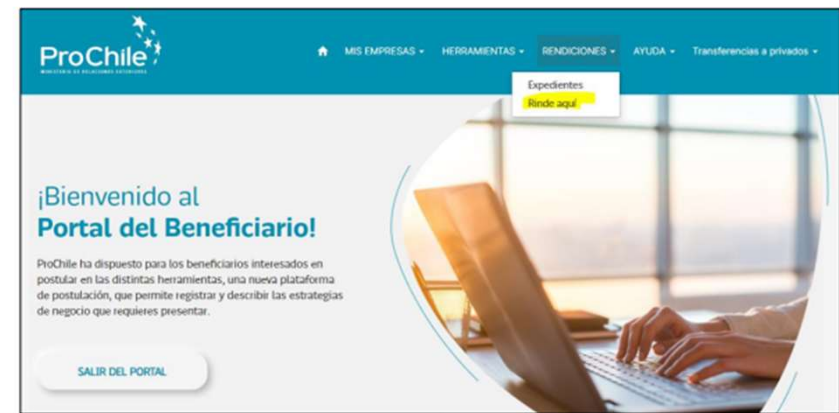 ProChile
MINISTERIO DE RELACIONES EXTERIORES
MIS EMPRESAS
HERRAMIENTAS
RENDICIONES
AYUDA
Transferencias a privados
Expedientes
Rinde aquí
¡Bienvenido al
Portal del Beneficiario!
ProChile ha dispuesto para los beneficiarios interesados en
postular en las distintas herramientas, una nueva plataforma
de postulación, que permite registrar y describir las estrategias
de negocio que requieres presentar.
SALIR DEL PORTAL